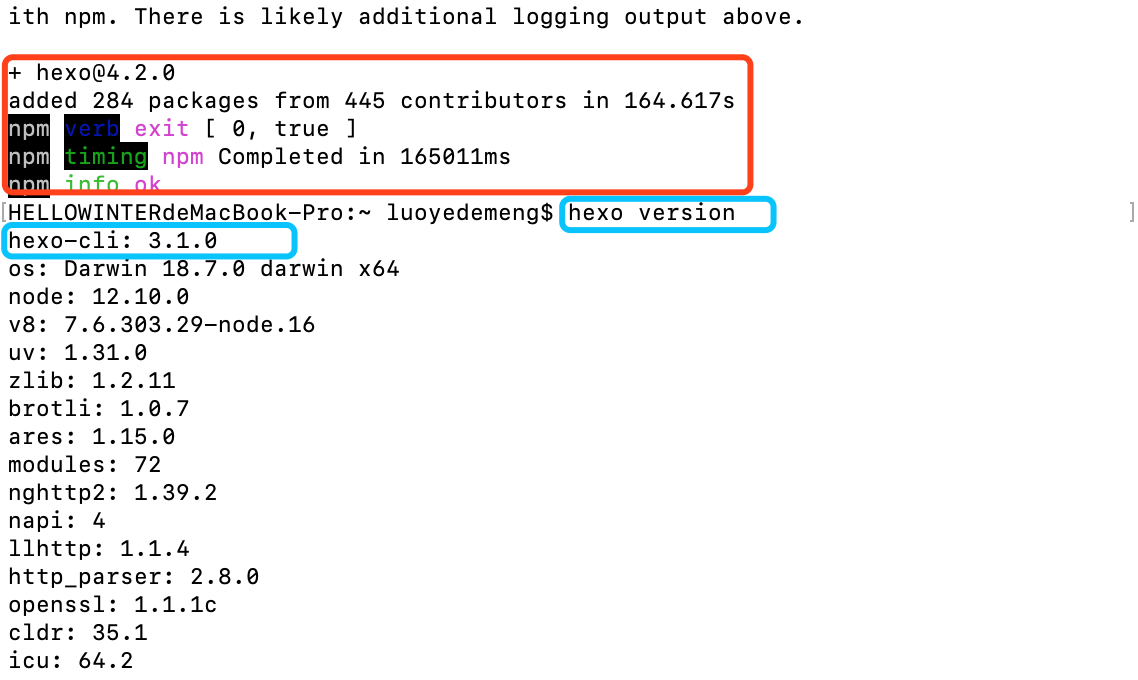 ith npm. There is likely additional logging output above.
+ hexo@4.2.0
added 284 packages from 445 contributors in 164.617s
npm verb exit [ 0, true ]
npm timing npm Completed in 165011ms
npm info ok
[HELLOWINTERdeMacBook-Pro:~ luoyedemeng$ hexo version ]
hexo-cli: 3.1.0
os: Darwin 18.7.0 darwin x64
node: 12.10.0
v8: 7.6.303.29-node.16
uv: 1.31.0
zlib: 1.2.11
brotli: 1.0.7
ares: 1.15.0
modules: 72
nghttp2: 1.39.2
napi: 4
llhttp: 1.1.4
http_parser: 2.8.0
openssl: 1.1.1c
cldr: 35.1
icu: 64.2